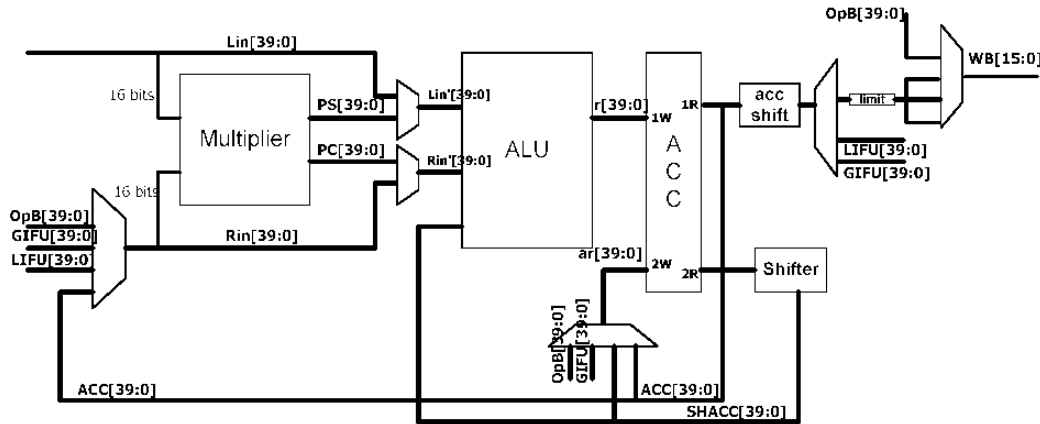 OpB[39:0]
Lin[39:0]
WB[15:0]
16 bits
PS[39:0]
Lin'[39:0]
r[39:0]
1R
acc
shift
limit
Multiplier
1W
A
C
C
ALU
PC[39:0]
Rin'[39:0]
LIFU[39:0]
GIFU[39:0]
16 bits
OpB[39:0]
GIFU[39:0]
LIFU[39:0]
Rin[39:0]
ar[39:0]
2W
2R
Shifter
OpB[39:0]
GIFU[39:0]
ACC[39:0]
ACC[39:0]
SHACC[39:0]